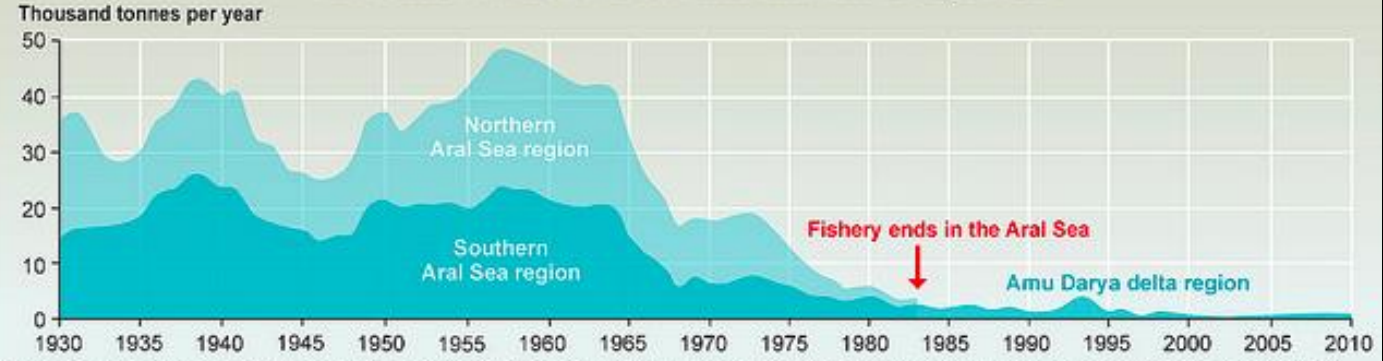 Thousand tonnes per year
50
40
30
20
10
0
Northern
Aral Sea region
Southern
Aral Sea region
Fishery ends in the Aral Sea
Amu Darya delta region
1930 1935 1940 1945 1950 1955 1960 1965 1970 1975 1980 1985 1990 1995 2000 2005 2010